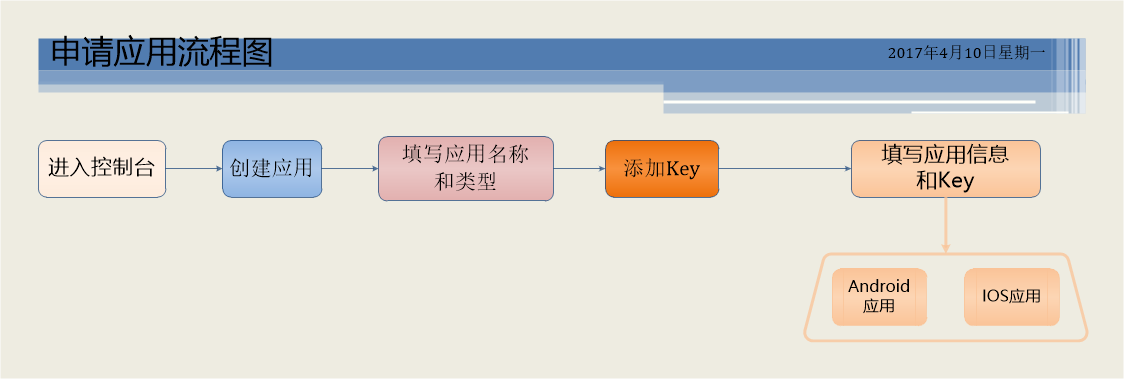 申请应用流程图
2017年4月10日星期一
进入控制台
创建应用
填写应用名称
和类型
添加Key
填写应用信息
和Key
Android
应用
IOS应用